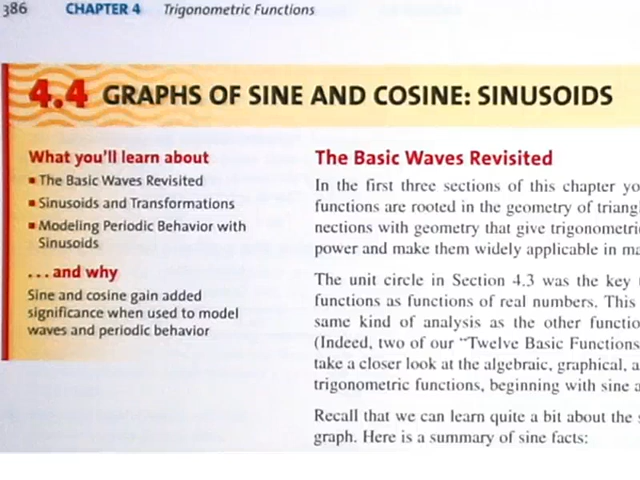 386 CHAPTER 4 Trigonometric Functions
4.4 GRAPHS OF SINE AND COSINE: SINUSOIDS
What you'll learn about
▪ The Basic Waves Revisited
▪ Sinusoids and Transformations
▪ Modeling Periodic Behavior with
Sinusoids
. . . and why
Sine and cosine gain added
significance when used to model
waves and periodic behavior
The Basic Waves Revisited
In the first three sections of this chapter
functions are rooted in the geometry of
nections with geometry that give
power and make them widely applicable in
The unit circle in Section 4.3 was the key
functions as functions of real numbers. This
same kind of analysis as the other
(Indeed, two of our "Twelve Basic Functions
take a closer look at the algebraic, graphical,
trigonometric functions, beginning with sine
Recall that we can learn quite a bit about the
graph. Here is a summary of sine facts: